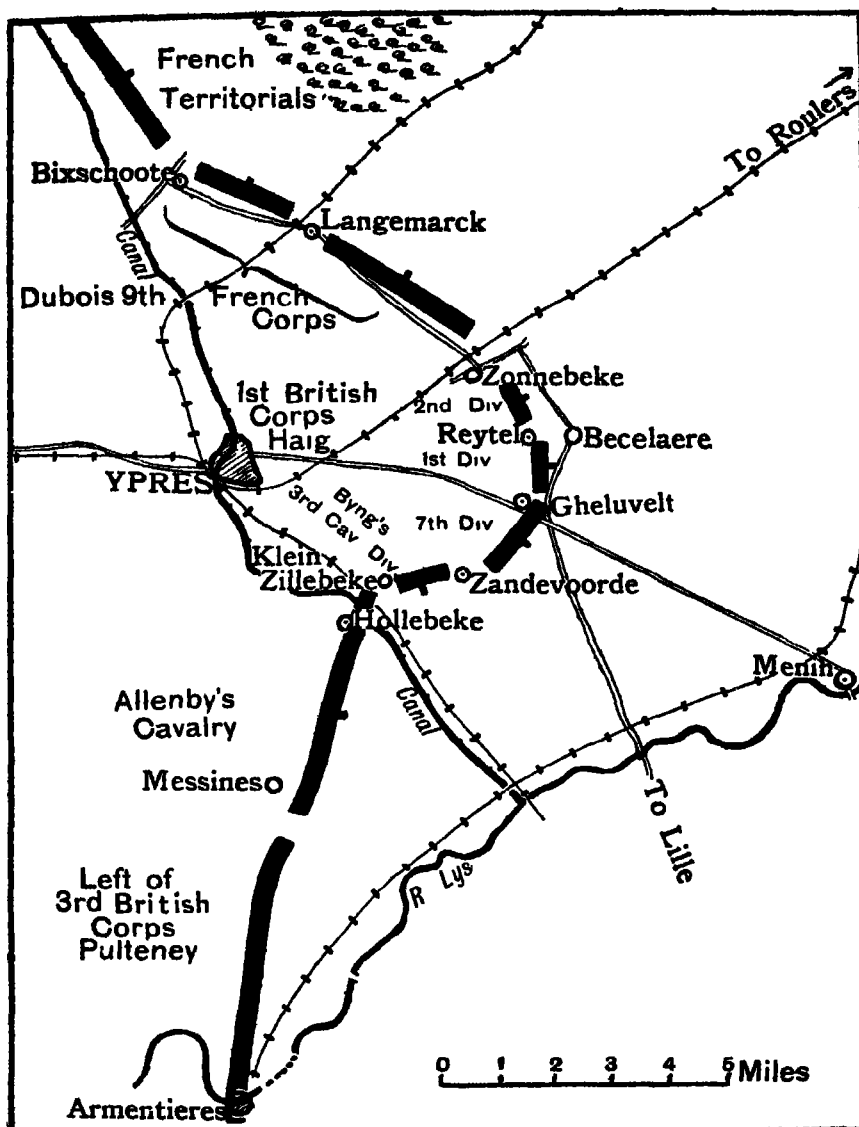 French
Territorials
To Roulers
Bixschoote
Langemarck
Canal
Dubois 9th French
Corps
Zonnebeke
1st British
Corps
Haig
2nd Div
Reytel
Becelaere
1st Div
YPRES
Byng's
3rd Cav Div
7th Div
Gheluvelt
Klein
Zillebeke
Zandevoorde
Hollebeke
Menin
Allenby's
Cavalry
Canal
Messines
To Lille
Left of
3rd British
Corps
Pulteney
R Lys
0 1 2 3 4 5 Miles
Armentieres